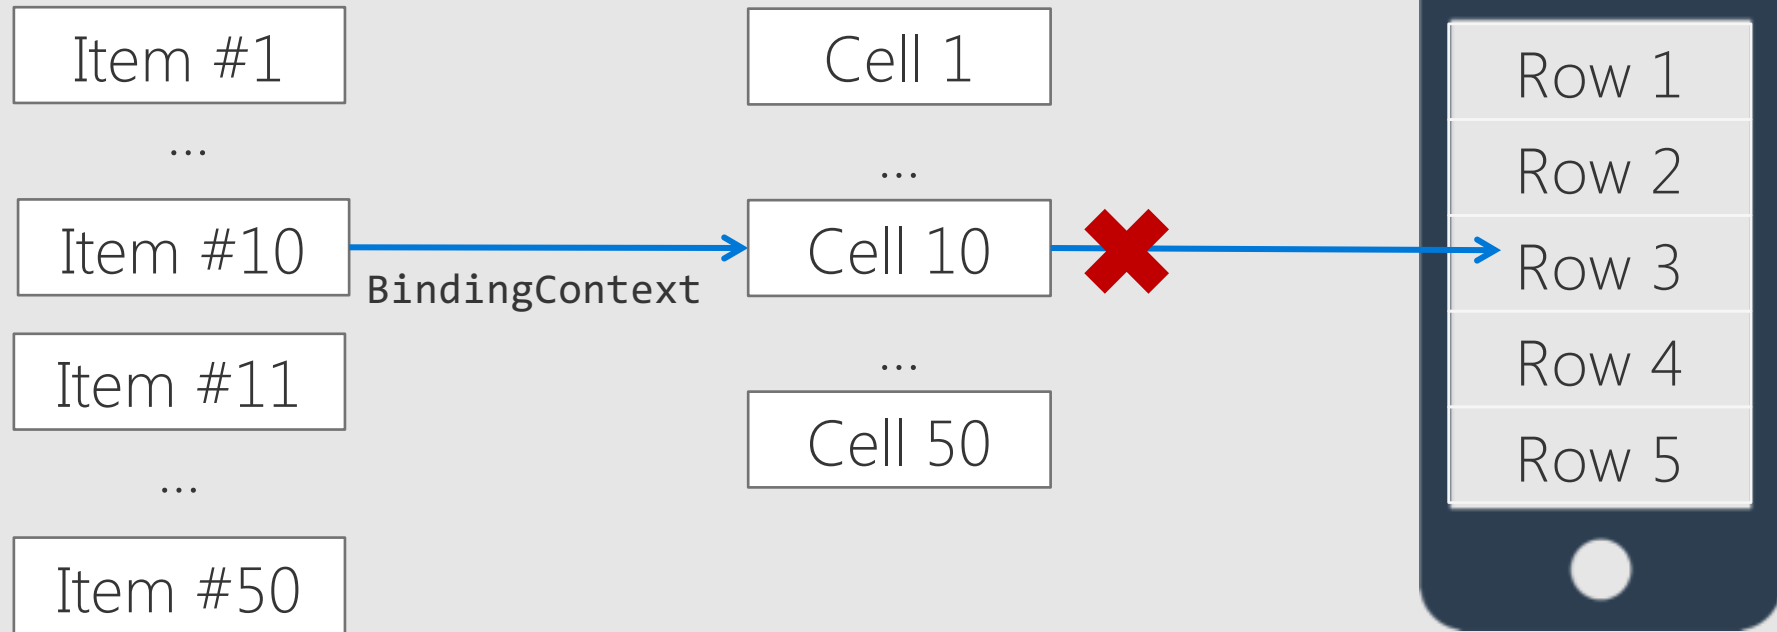 Item #1
...
Item #10
Item #11
...
Item #50
BindingContext
Cell 1
...
Cell 10
...
Cell 50
Row 1
Row 2
Row 3
Row 4
Row 5